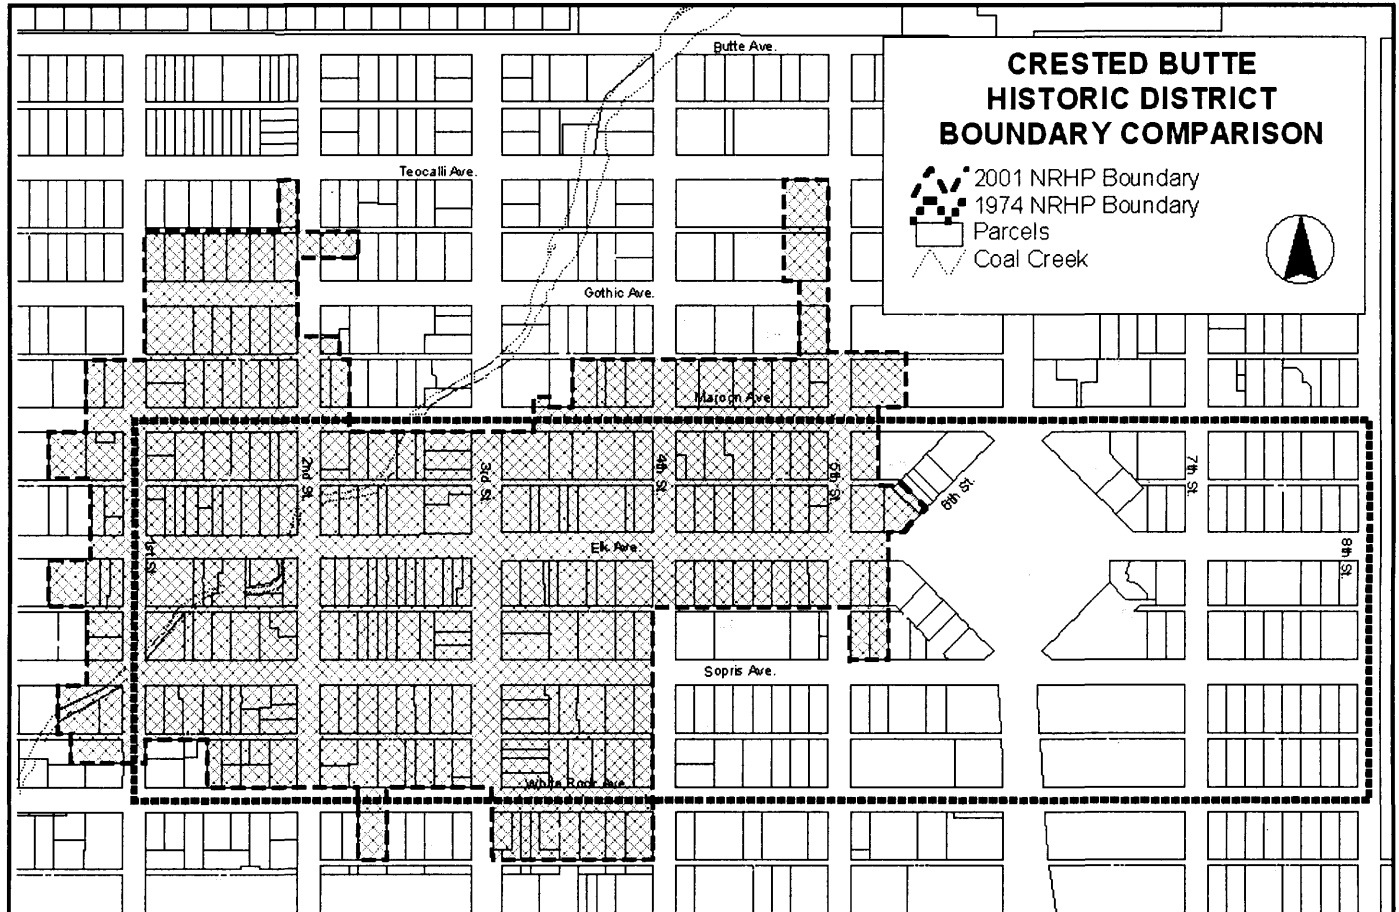 Butte Ave.
CRESTED BUTTE
HISTORIC DISTRICT
BOUNDARY COMPARISON
2001 NRHP Boundary
1974 NRHP Boundary
Parcels
Coal Creek
Teocalli Ave.
Gothic Ave.
Maroon Ave.
1st St.
2nd St.
3rd St.
4th St.
5th St.
6th St.
7th St.
8th St.
Elk Ave.
Sopris Ave.
White Rock Ave.